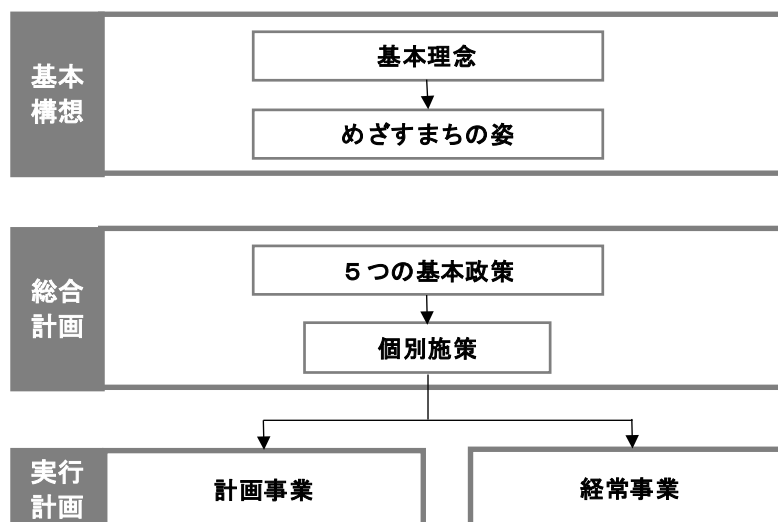 基本
構想
基本理念
めざすまちの姿
総合
計画
５つの基本政策
個別施策
実行
計画
計画事業
経常事業